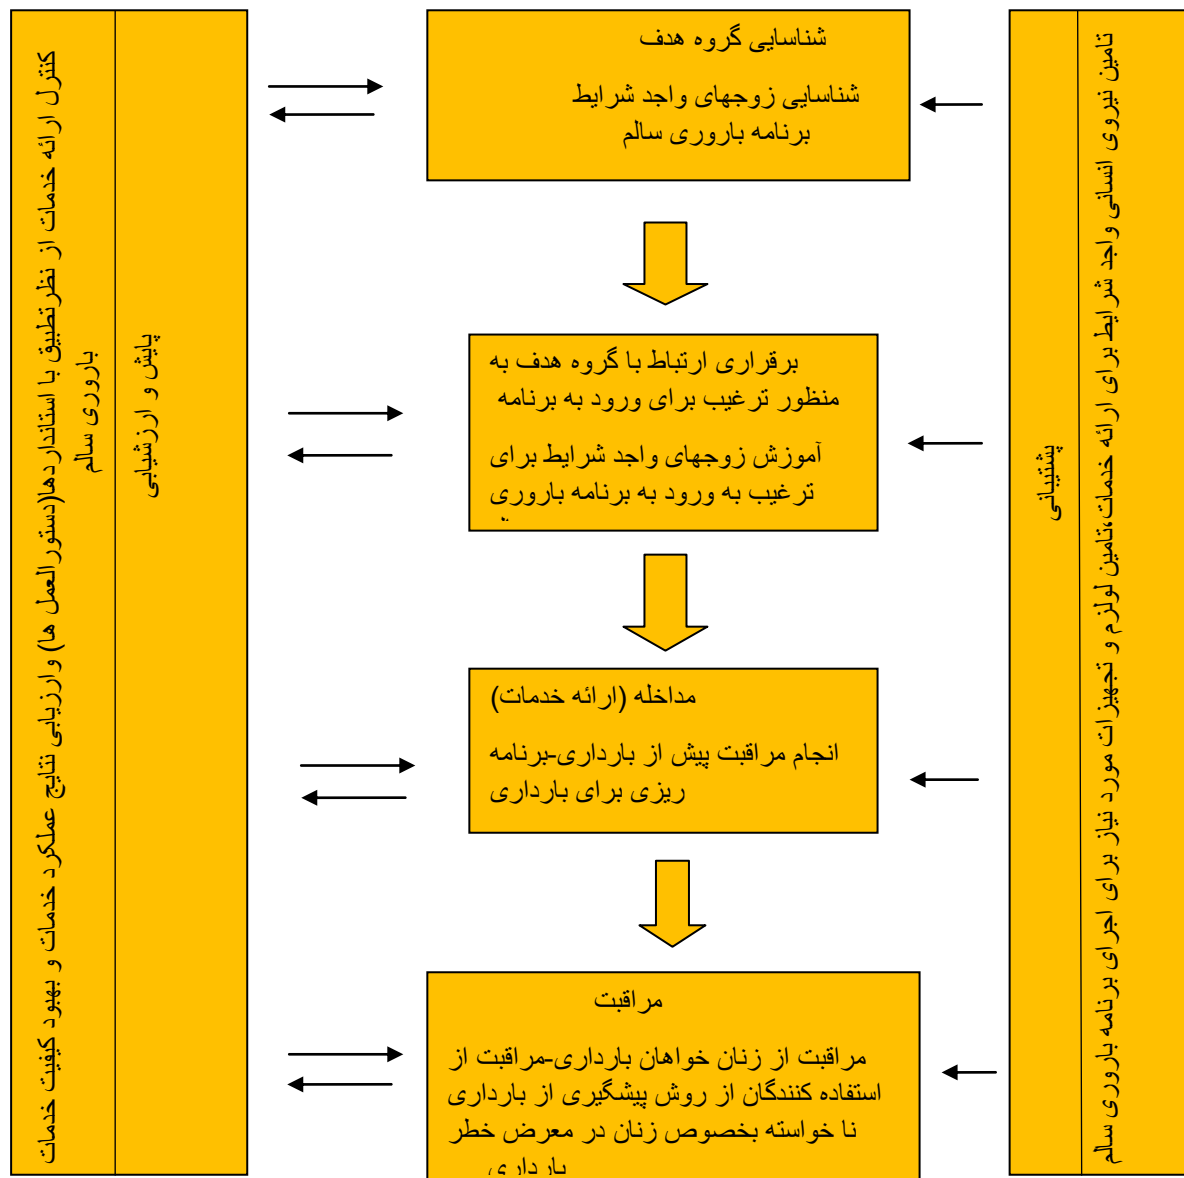 شناسایی گروه هدف
شناسایی زوجهای واجد شرایط
برنامه باروری سالم
برقراری ارتباط با گروه هدف به
منظور ترغیب برای ورود به برنامه
آموزش زوجهای واجد شرایط برای
ترغیب به ورود به برنامه باروری
مداخله (ارائه خدمات)
انجام مراقبت پیش از بارداری-برنامه
ریزی برای بارداری
مراقبت
مراقبت از زنان خواهان بارداری-مراقبت از
استفاده کنندگان از روش پیشگیری از بارداری
نا خواسته بخصوص زنان در معرض خطر
بارداری
پشتیبانی
تامین نیروی انسانی واجد شرایط برای ارائه خدمات،تامین لولزم و تجهیزات مورد نیاز برای اجرای برنامه باروری سالم
کنترل ارائه خدمات از نظرتطبیق با استانداردها(دستورالعمل ها) وارزیابی نتایج عملکرد خدمات و بهبود کیفیت خدمات
باروری سالم
پایش و ارزشیابی